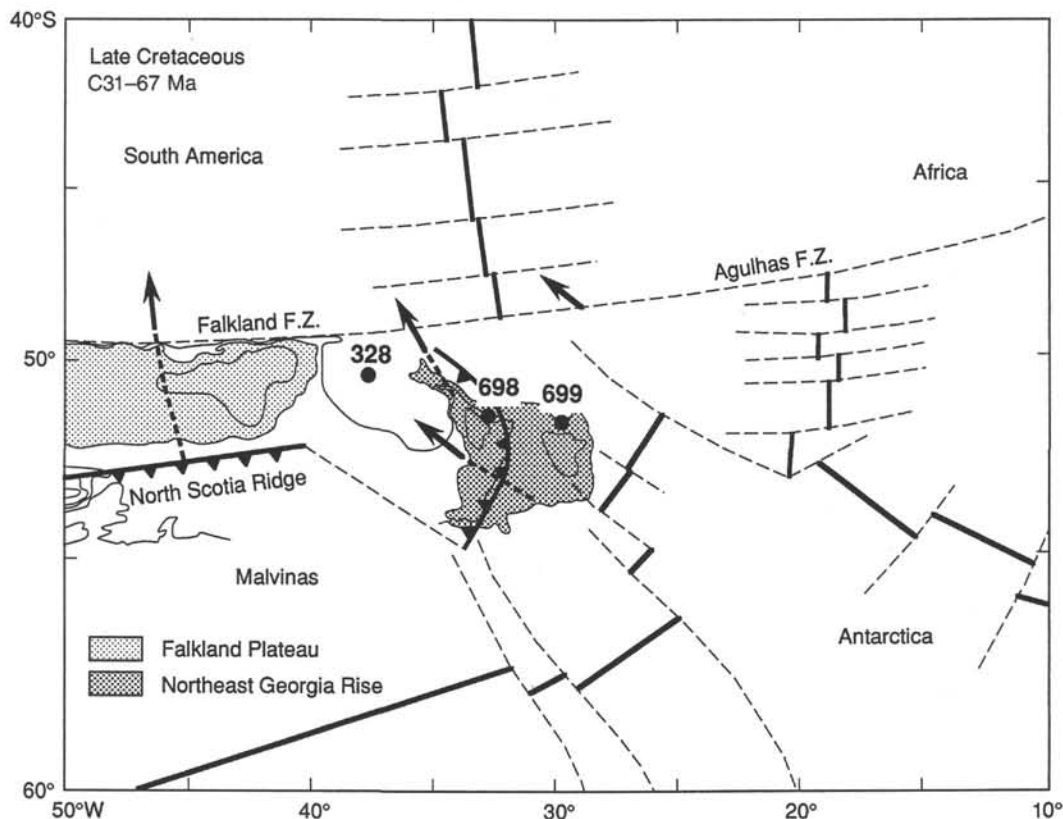 40°S
Late Cretaceous
C31–67 Ma
South America
Africa
Agulhas F.Z.
Falkland F.Z.
50°
328
698
699
North Scotia Ridge
Malvinas
Antarctica
Falkland Plateau
Northeast Georgia Rise
60°
50°W
40°
30°
20°
10°